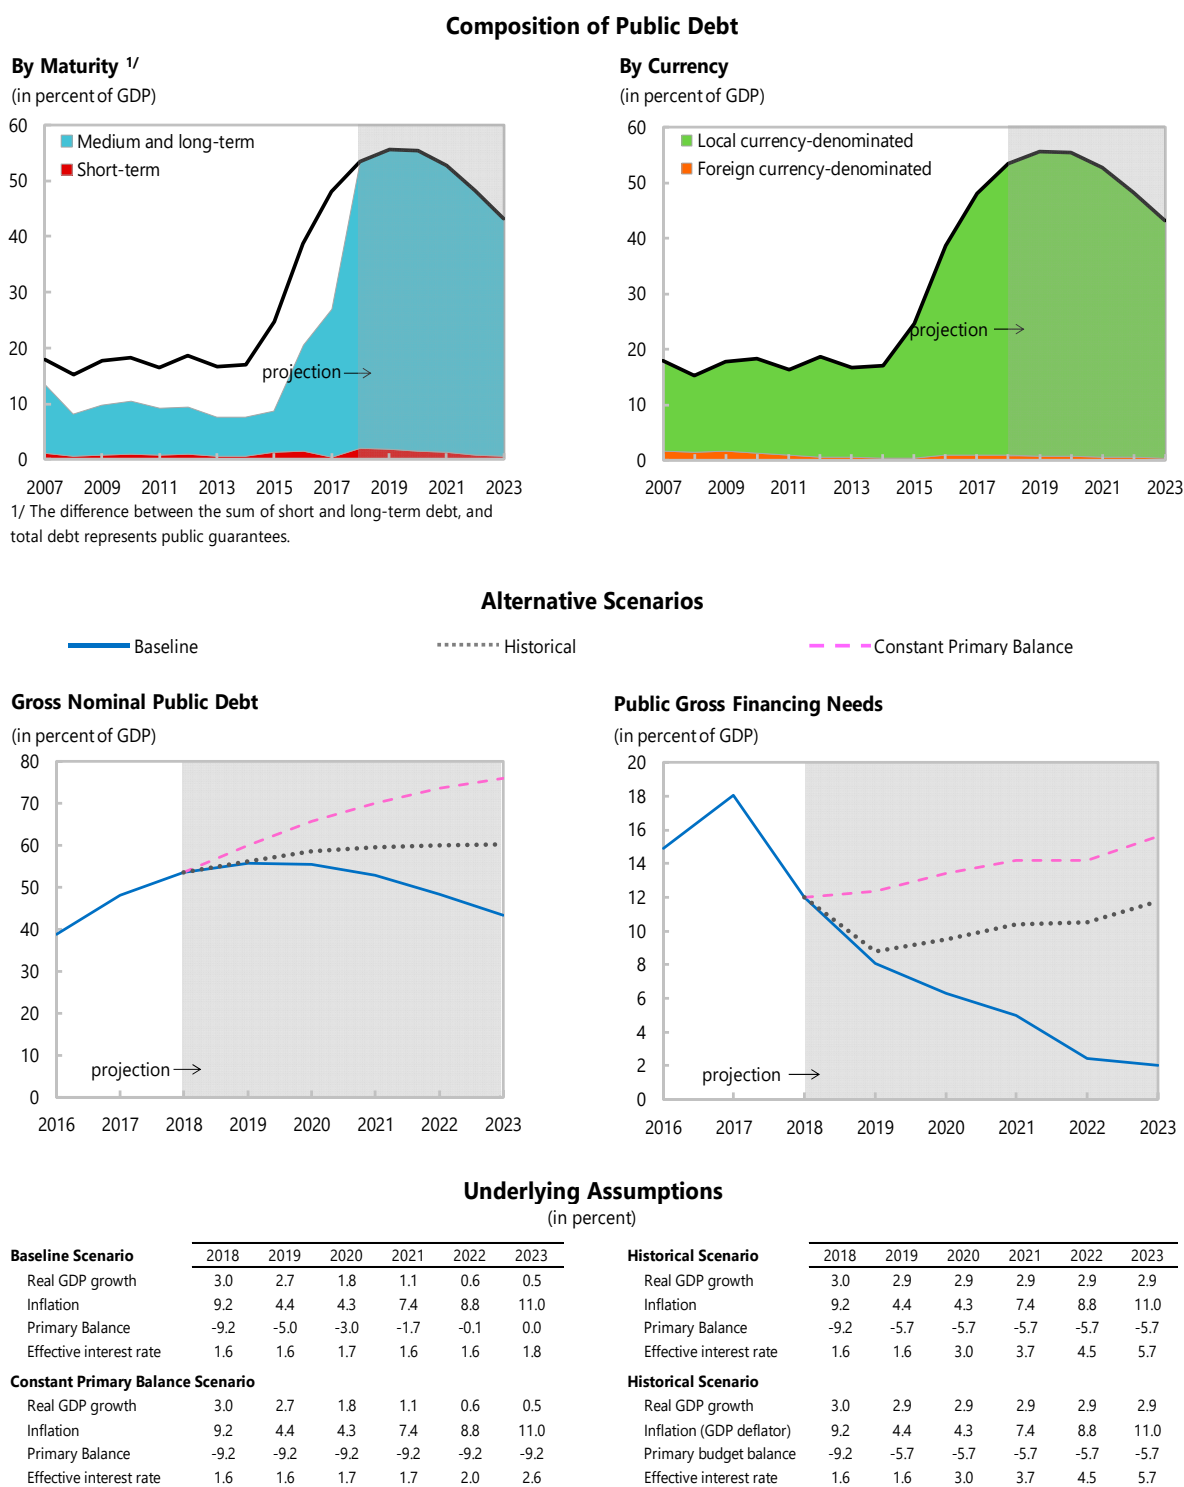 Composition of Public Debt
By Maturity 1/
(in percent of GDP)
60
50
40
30
20
10
0
Medium and long-term
Short-term
projection
2007 2009 2011 2013 2015 2017 2019 2021 2023
1/ The difference between the sum of short and long-term debt, and
total debt represents public guarantees.
By Currency
(in percent of GDP)
60
50
40
30
20
10
0
Local currency-denominated
Foreign currency-denominated
projection
2007 2009 2011 2013 2015 2017 2019 2021 2023
Alternative Scenarios
Baseline Historical Constant Primary Balance
Gross Nominal Public Debt
(in percent of GDP)
80
70
60
50
40
30
20
10
0
projection
2016 2017 2018 2019 2020 2021 2022 2023
Public Gross Financing Needs
(in percent of GDP)
20
18
16
14
12
10
8
6
4
2
0
projection
2016 2017 2018 2019 2020 2021 2022 2023
Underlying Assumptions
(in percent)
Baseline Scenario 2018 2019 2020 2021 2022 2023
Real GDP growth 3.0 2.7 1.8 1.1 0.6 0.5
Inflation 9.2 4.4 4.3 7.4 8.8 11.0
Primary Balance -9.2 -5.0 -3.0 -1.7 -0.1 0.0
Effective interest rate 1.6 1.6 1.7 1.6 1.6 1.8
Constant Primary Balance Scenario
Real GDP growth 3.0 2.7 1.8 1.1 0.6 0.5
Inflation 9.2 4.4 4.3 7.4 8.8 11.0
Primary Balance -9.2 -9.2 -9.2 -9.2 -9.2 -9.2
Effective interest rate 1.6 1.6 1.7 1.7 2.0 2.6
Historical Scenario 2018 2019 2020 2021 2022 2023
Real GDP growth 3.0 2.9 2.9 2.9 2.9 2.9
Inflation 9.2 4.4 4.3 7.4 8.8 11.0
Primary Balance -9.2 -5.7 -5.7 -5.7 -5.7 -5.7
Effective interest rate 1.6 1.6 3.0 3.7 4.5 5.7
Historical Scenario
Real GDP growth 3.0 2.9 2.9 2.9 2.9 2.9
Inflation (GDP deflator) 9.2 4.4 4.3 7.4 8.8 11.0
Primary budget balance -9.2 -5.7 -5.7 -5.7 -5.7 -5.7
Effective interest rate 1.6 1.6 3.0 3.7 4.5 5.7